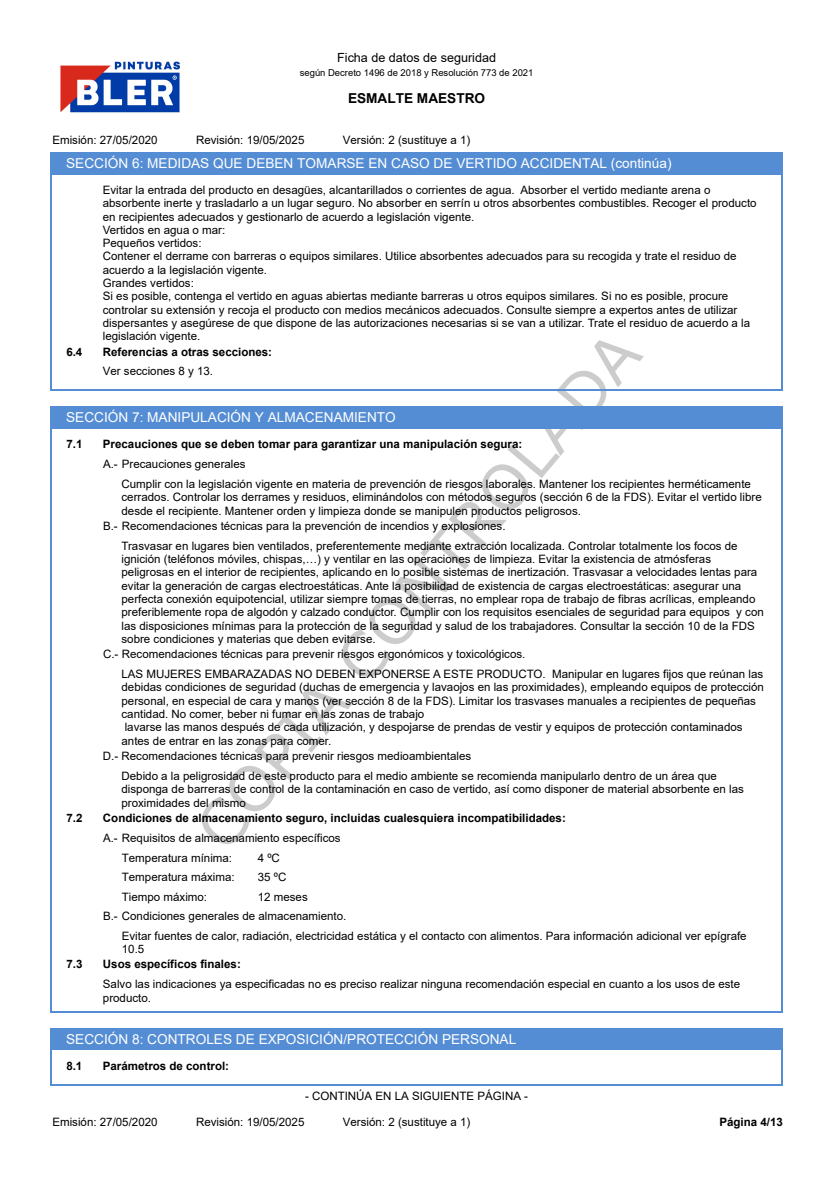 PINTURAS
BLER®
Ficha de datos de seguridad
según Decreto 1496 de 2018 y Resolución 773 de 2021
ESMALTE MAESTRO
Emisión: 27/05/2020 Revisión: 19/05/2025 Versión: 2 (sustituye a 1)
SECCIÓN 6: MEDIDAS QUE DEBEN TOMARSE EN CASO DE VERTIDO ACCIDENTAL (continúa)
Evitar la entrada del producto en desagües, alcantarillados o corrientes de agua. Absorber el vertido mediante arena o
absorbente inerte y trasladarlo a un lugar seguro. No absorber en serrín u otros absorbentes combustibles. Recoger el producto
en recipientes adecuados y gestionarlo de acuerdo a legislación vigente.
Vertidos en agua o mar:
Pequeños vertidos:
Contener el derrame con barreras o equipos similares. Utilice absorbentes adecuados para su recogida y trate el residuo de
acuerdo a la legislación vigente.
Grandes vertidos:
Si es posible, contenga el vertido en aguas abiertas mediante barreras u otros equipos similares. Si no es posible, procure
controlar su extensión y recoja el producto con medios mecánicos adecuados. Consulte siempre a expertos antes de utilizar
dispersantes y asegúrese de que dispone de las autorizaciones necesarias si se van a utilizar. Trate el residuo de acuerdo a la
legislación vigente.
6.4 Referencias a otras secciones:
Ver secciones 8 y 13.
SECCIÓN 7: MANIPULACIÓN Y ALMACENAMIENTO
7.1 Precauciones que se deben tomar para garantizar una manipulación segura:
A.- Precauciones generales
Cumplir con la legislación vigente en materia de prevención de riesgos laborales. Mantener los recipientes herméticamente
cerrados. Controlar los derrames y residuos, eliminándolos con métodos seguros (sección 6 de la FDS). Evitar el vertido libre
desde el recipiente. Mantener orden y limpieza donde se manipulen productos peligrosos.
B.- Recomendaciones técnicas para la prevención de incendios y explosiones.
Trasvasar en lugares bien ventilados, preferentemente mediante extracción localizada. Controlar totalmente los focos de
ignición (teléfonos móviles, chispas,…) y ventilar en las operaciones de limpieza. Evitar la existencia de atmósferas
peligrosas en el interior de recipientes, aplicando en lo posible sistemas de inertización. Trasvasar a velocidades lentas para
evitar la generación de cargas electroestáticas. Ante la posibilidad de existencia de cargas electroestáticas: asegurar una
perfecta conexión equipotencial, utilizar siempre tomas de tierras, no emplear ropa de trabajo de fibras acrílicas, empleando
preferiblemente ropa de algodón y calzado conductor. Cumplir con los requisitos esenciales de seguridad para equipos y con
las disposiciones mínimas para la protección de la seguridad y salud de los trabajadores. Consultar la sección 10 de la FDS
sobre condiciones y materias que deben evitarse.
C.- Recomendaciones técnicas para prevenir riesgos ergonómicos y toxicológicos.
LAS MUJERES EMBARAZADAS NO DEBEN EXPONERSE A ESTE PRODUCTO. Manipular en lugares fijos que reúnan las
debidas condiciones de seguridad (duchas de emergencia y lavaojos en las proximidades), empleando equipos de protección
personal, en especial de cara y manos (ver sección 8 de la FDS). Limitar los trasvases manuales a recipientes de pequeñas
cantidad. No comer, beber ni fumar en las zonas de trabajo
lavarse las manos después de cada utilización, y despojarse de prendas de vestir y equipos de protección contaminados
antes de entrar en las zonas para comer.
D.- Recomendaciones técnicas para prevenir riesgos medioambientales
Debido a la peligrosidad de este producto para el medio ambiente se recomienda manipularlo dentro de un área que
disponga de barreras de control de la contaminación en caso de vertido, así como disponer de material absorbente en las
proximidades del mismo
7.2 Condiciones de almacenamiento seguro, incluidas cualesquiera incompatibilidades:
A.- Requisitos de almacenamiento específicos
Temperatura mínima: 4 ºC
Temperatura máxima: 35 ºC
Tiempo máximo: 12 meses
B.- Condiciones generales de almacenamiento.
Evitar fuentes de calor, radiación, electricidad estática y el contacto con alimentos. Para información adicional ver epígrafe
10.5
7.3 Usos específicos finales:
Salvo las indicaciones ya especificadas no es preciso realizar ninguna recomendación especial en cuanto a los usos de este
producto.
SECCIÓN 8: CONTROLES DE EXPOSICIÓN/PROTECCIÓN PERSONAL
8.1 Parámetros de control:
- CONTINÚA EN LA SIGUIENTE PÁGINA -
Emisión: 27/05/2020 Revisión: 19/05/2025 Versión: 2 (sustituye a 1) Página 4/13
COPIA CONTROLADA